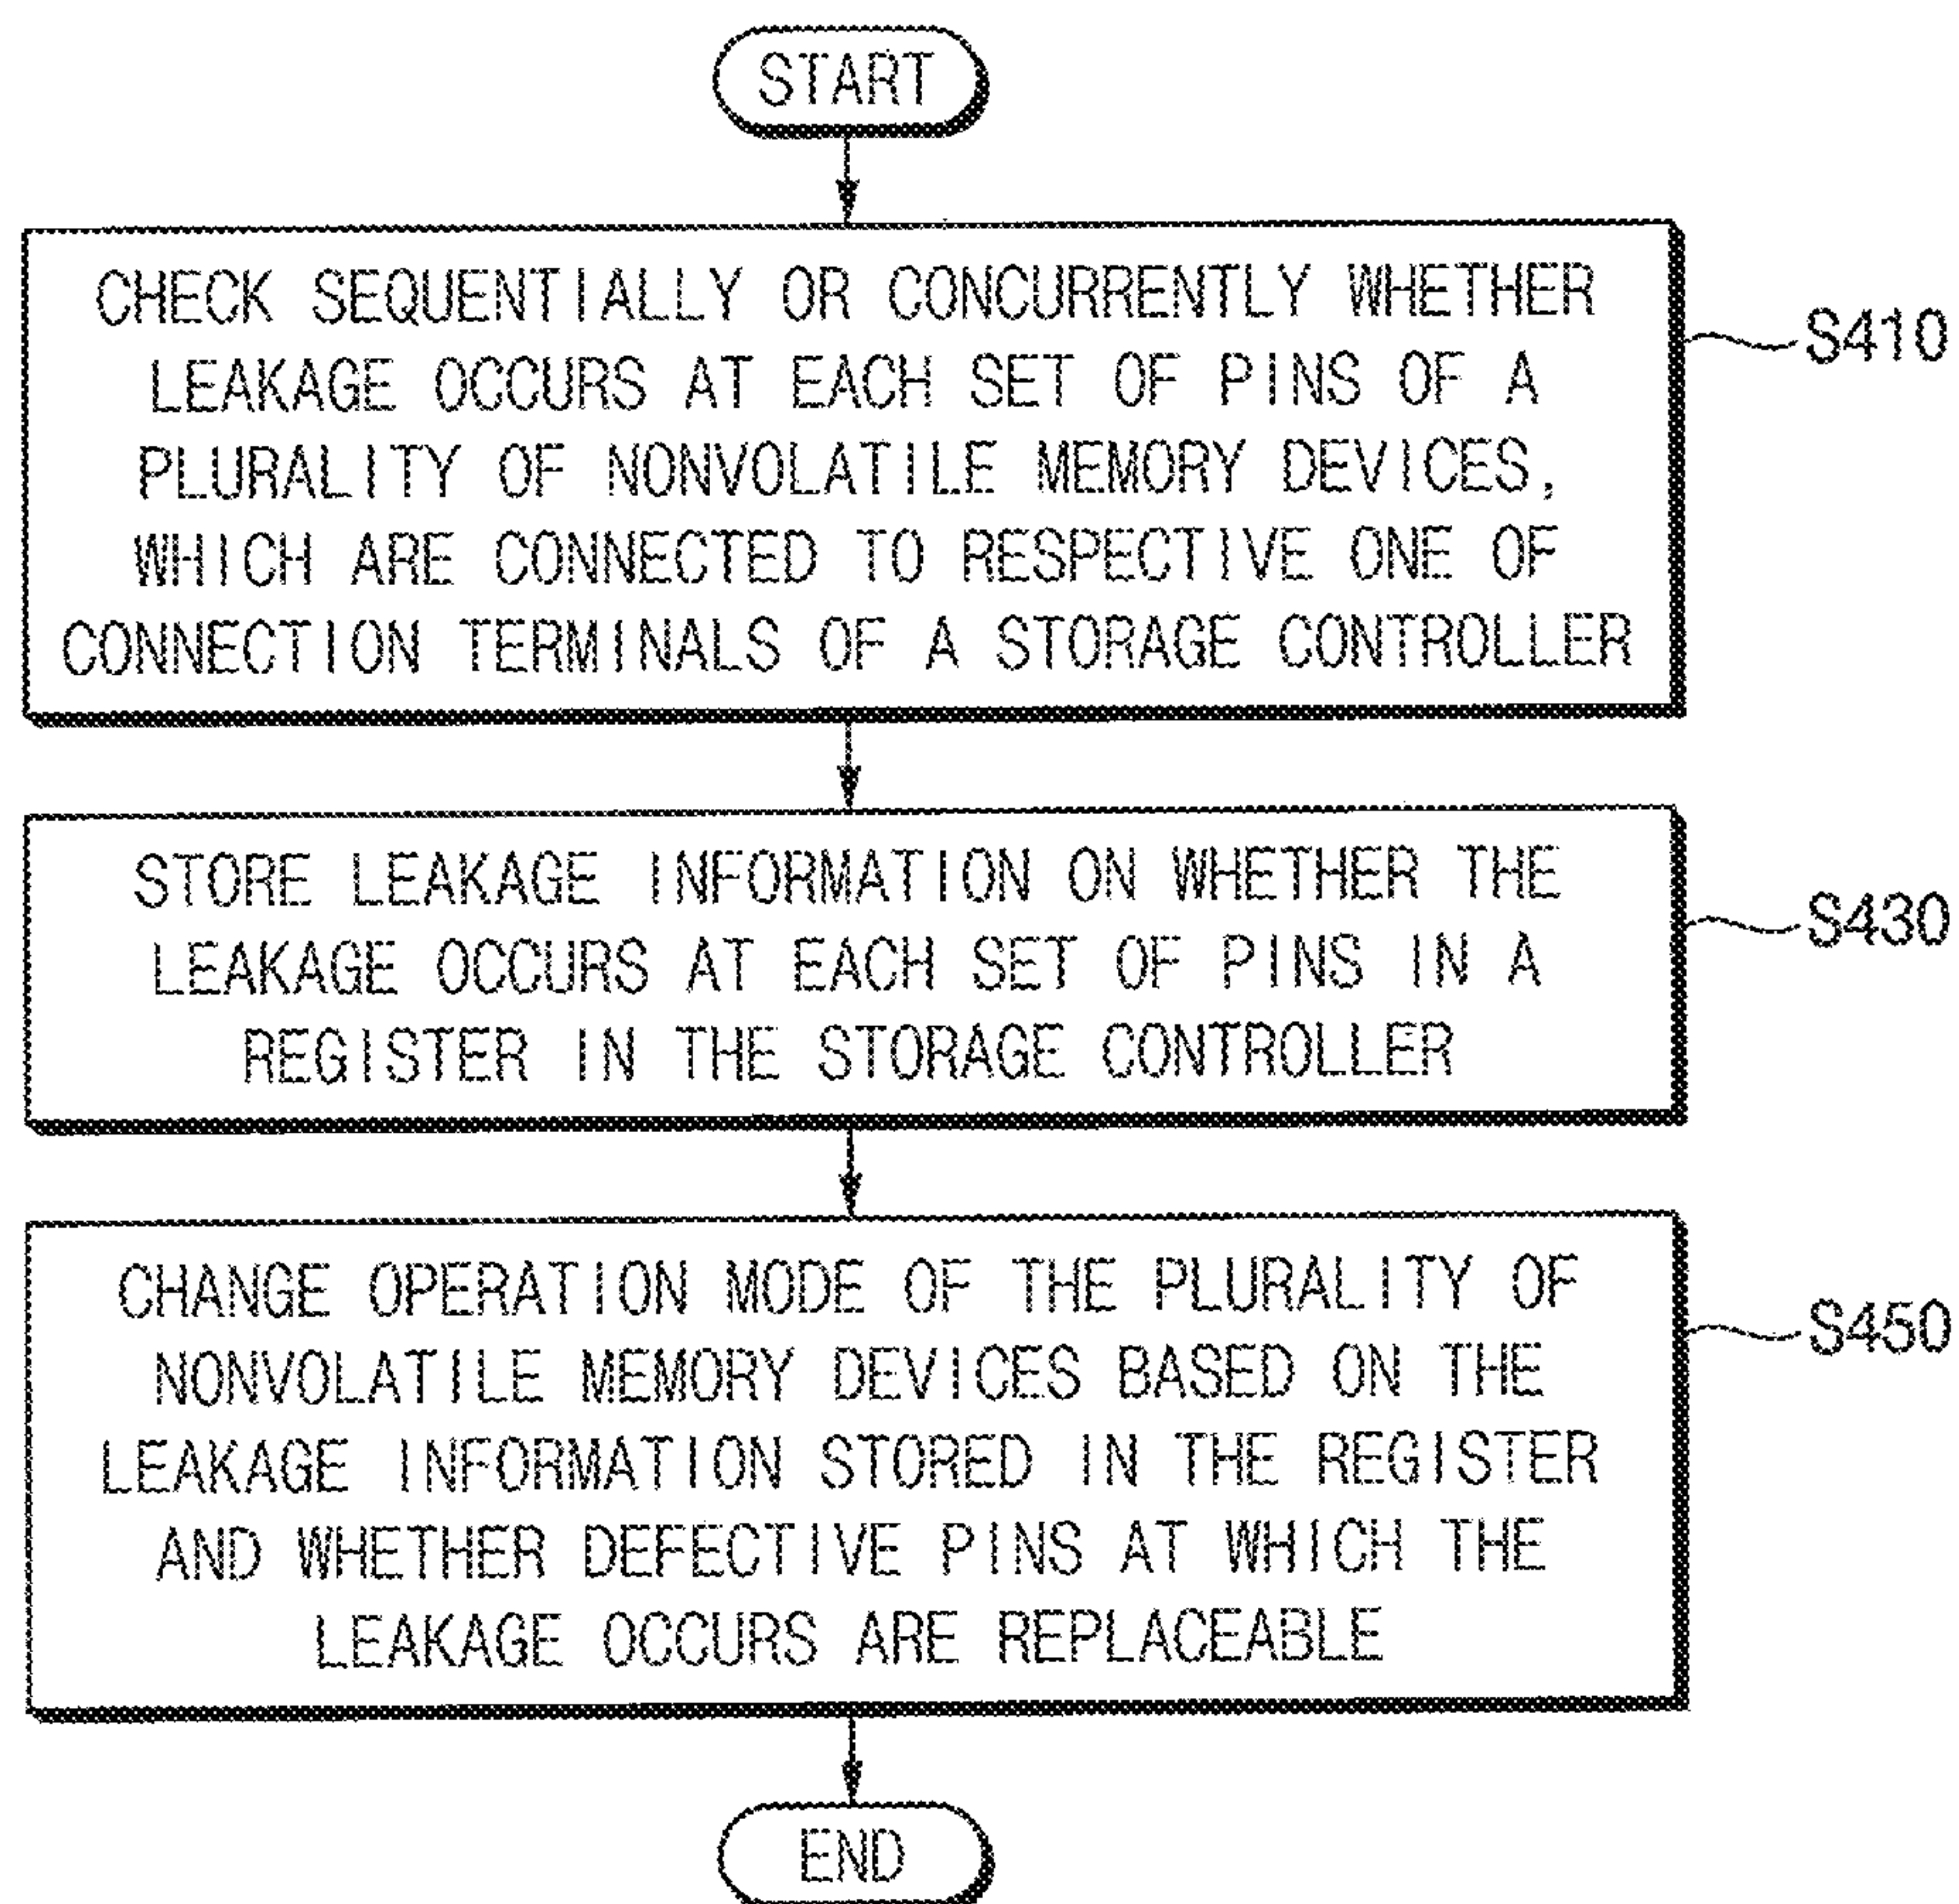 START
CHECK SEQUENTIALLY OR CONCURRENTLY WHETHER
LEAKAGE OCCURS AT EACH SET OF PINS OF A
PLURALITY OF NONVOLATILE MEMORY DEVICES,
WHICH ARE CONNECTED TO RESPECTIVE ONE OF
CONNECTION TERMINALS OF A STORAGE CONTROLLER
S410
STORE LEAKAGE INFORMATION ON WHETHER THE
LEAKAGE OCCURS AT EACH SET OF PINS IN A
REGISTER IN THE STORAGE CONTROLLER
S430
CHANGE OPERATION MODE OF THE PLURALITY OF
NONVOLATILE MEMORY DEVICES BASED ON THE
LEAKAGE INFORMATION STORED IN THE REGISTER
AND WHETHER DEFECTIVE PINS AT WHICH THE
LEAKAGE OCCURS ARE REPLACEABLE
S450
END